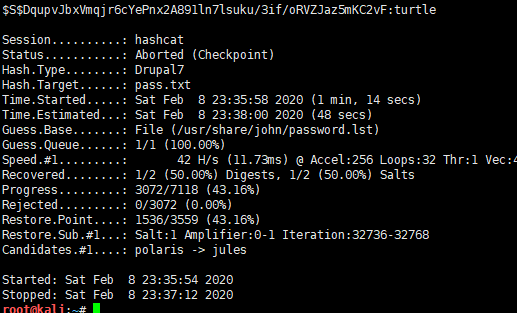 $S$DqupvJbxVmqjr6cYePnx2A891ln7lsuku/3if/oRVZJaz5mKC2vF:turtle
Session..........: hashcat
Status...........: Aborted (Checkpoint)
Hash.Type........: Drupal7
Hash.Target......: pass.txt
Time.Started.....: Sat Feb  8 23:35:58 2020 (1 min, 14 secs)
Time.Estimated...: Sat Feb  8 23:38:00 2020 (48 secs)
Guess.Base.......: File (/usr/share/john/password.lst)
Guess.Queue......: 1/1 (100.00%)
Speed.#1.........:       42 H/s (11.73ms) @ Accel:256 Loops:32 Thr:1 Vec:4
Recovered........: 1/2 (50.00%) Digests, 1/2 (50.00%) Salts
Progress.........: 3072/7118 (43.16%)
Rejected.........: 0/3072 (0.00%)
Restore.Point....: 1536/3559 (43.16%)
Restore.Sub.#1...: Salt:1 Amplifier:0-1 Iteration:32736-32768
Candidates.#1....: polaris -> jules
Started: Sat Feb  8 23:35:54 2020
Stopped: Sat Feb  8 23:37:12 2020
root@kali:~#